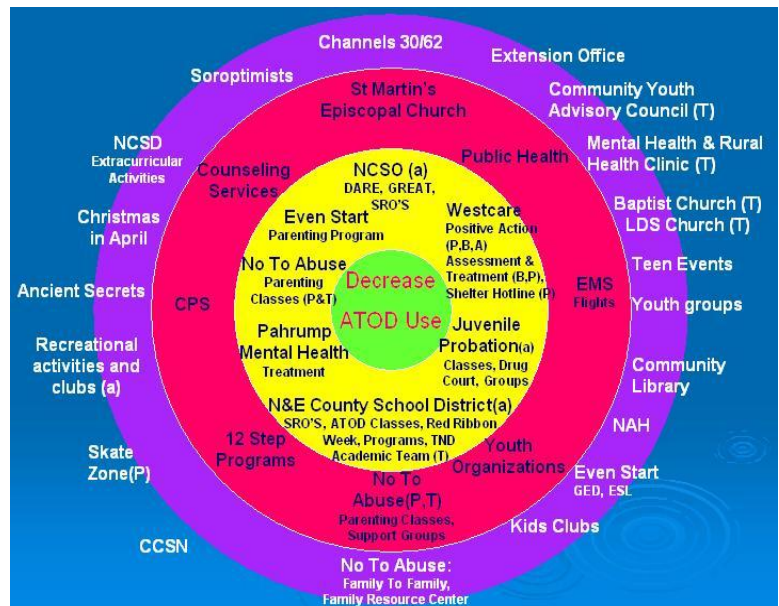 Channels 30/62
Extension Office
Soroptimists
St Martin's
Episcopal Church
Community Youth
Advisory Council (T)
NCSD
Extracurricular
Activities
Counseling
Services
Public Health
Mental Health & Rural
Health Clinic (T)
NCSO (a)
DARE, GREAT,
SRO'S
Christmas
in April
Even Start
Parenting Program
Westcare
Positive Action
(P,B,A)
Assessment &
Treatment (B,P),
Shelter Hotline (P)
Baptist Church (T)
LDS Church (T)
Teen Events
Ancient Secrets
CPS
No To Abuse
Parenting
Classes (P&T)
Decrease
ATOD Use
EMS
Flights
Youth groups
Recreational
activities and
clubs (a)
Pahrump
Mental Health
Treatment
Juvenile
Probation(a)
Classes, Drug
Court, Groups
Community
Library
N&E County School District(a)
SRO'S, ATOD Classes, Red Ribbon
Week, Programs, TND
Academic Team (T)
NAH
Skate
Zone(P)
12 Step
Programs
Youth
Organizations
Even Start
GED, ESL
No To
Abuse(P,T)
Parenting Classes,
Support Groups
Kids Clubs
CCSN
No To Abuse:
Family To Family,
Family Resource Center